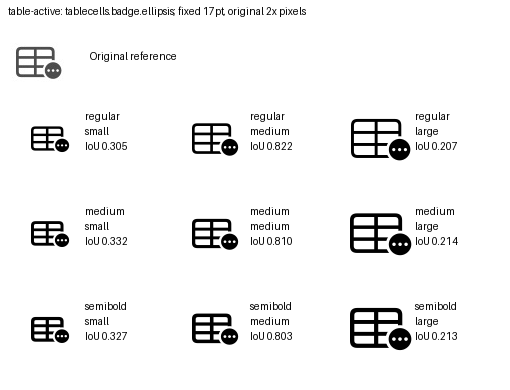 table-active: tablecells.badge.ellipsis; fixed 17pt, original 2x pixels
Original reference
regular
small
IoU 0.305
regular
medium
IoU 0.822
regular
large
IoU 0.207
medium
small
IoU 0.332
medium
medium
IoU 0.810
medium
large
IoU 0.214
semibold
small
IoU 0.327
semibold
medium
IoU 0.803
semibold
large
IoU 0.213